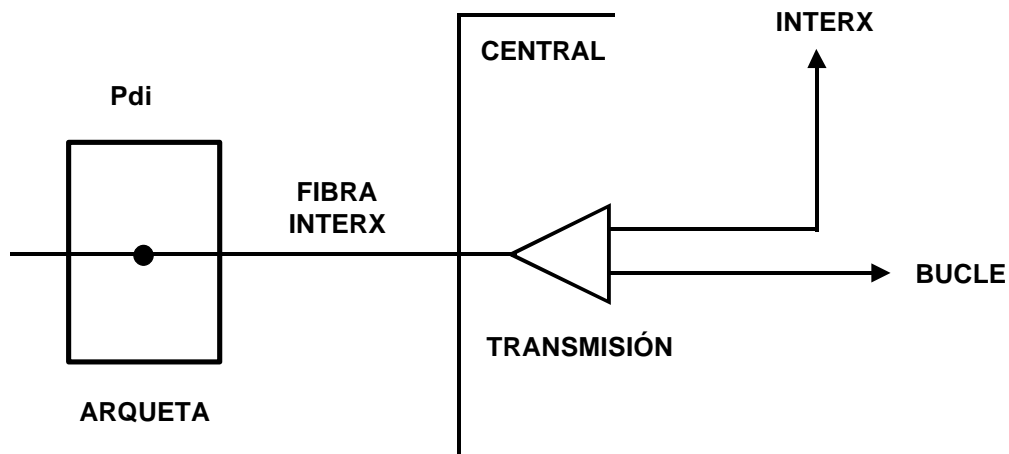 INTERX
CENTRAL
Pdi
FIBRA
INTERX
BUCLE
TRANSMISIÓN
ARQUETA